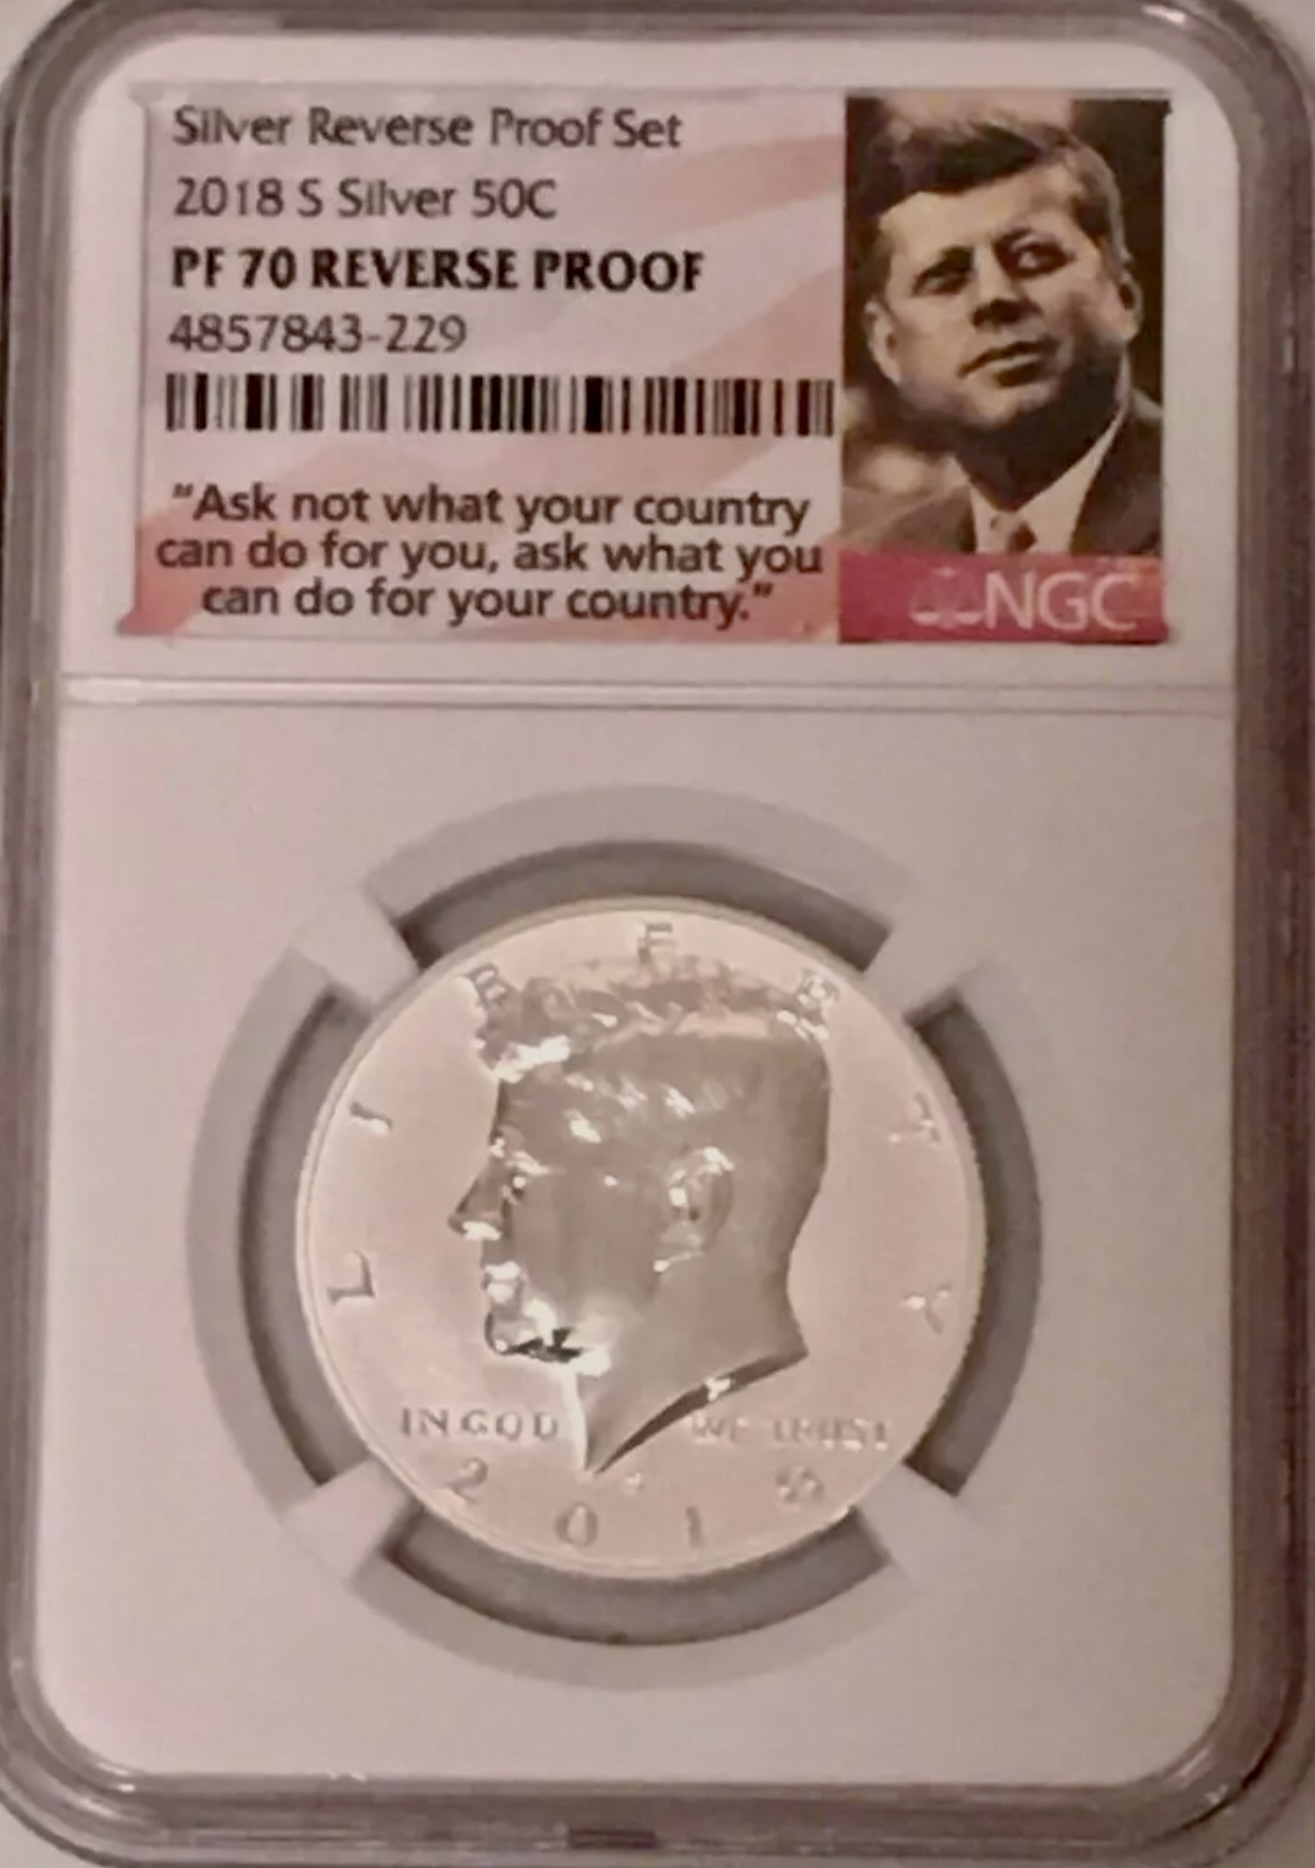 Silver Reverse Proof Set
2018 S Silver 50C
PF 70 REVERSE PROOF
4857843-229
"Ask not what your country
can do for you, ask what you
can do for your country."
NGC
LIBERTY
IN GOD WE TRUST
2018